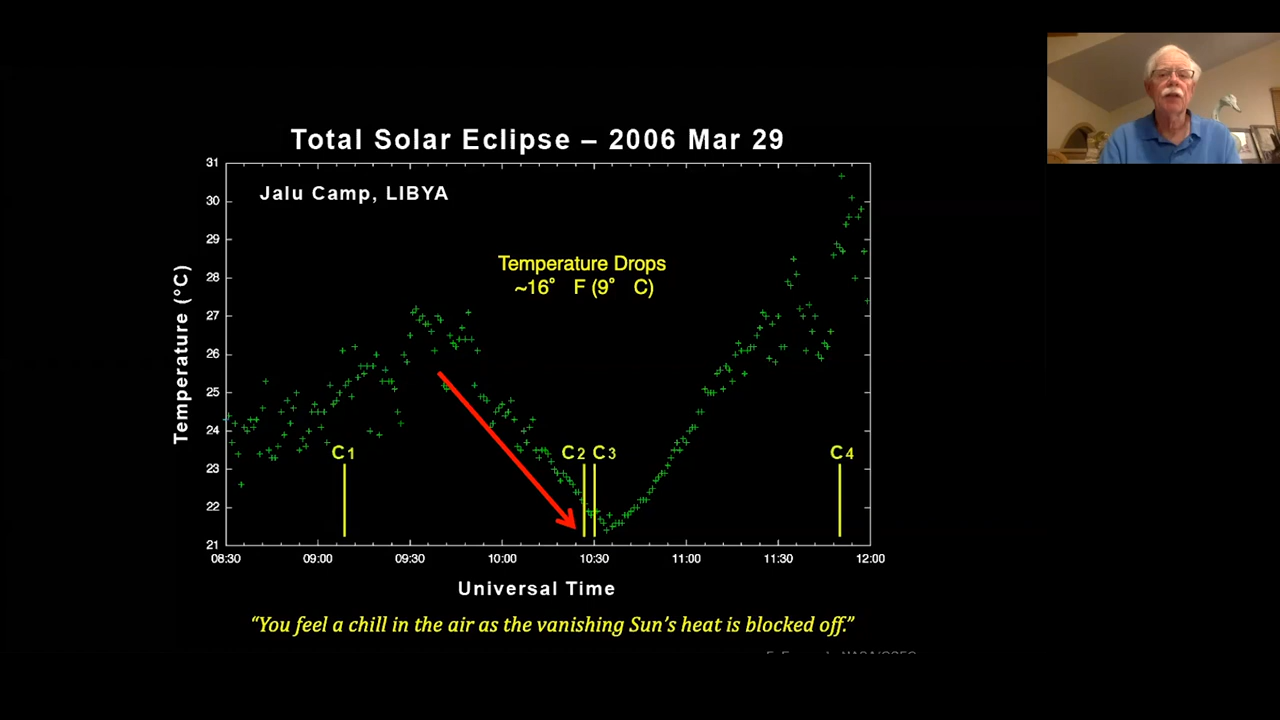 Total Solar Eclipse – 2006 Mar 29
Jalu Camp, LIBYA
Temperature Drops
~16° F (9° C)
Temperature (°C)
31
30
29
28
27
26
25
24
23
22
21
C1
C2
C3
C4
08:30 09:00 09:30 10:00 10:30 11:00 11:30 12:00
Universal Time
“You feel a chill in the air as the vanishing Sun’s heat is blocked off.”